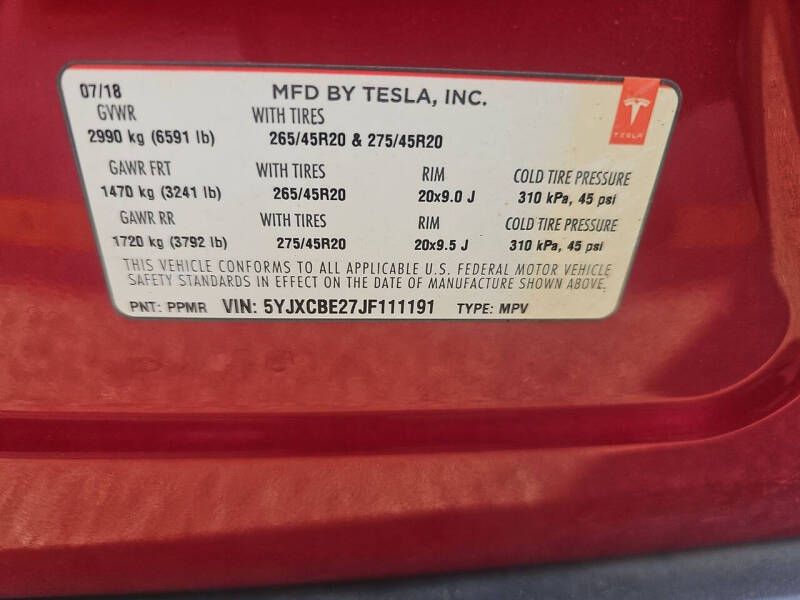 07/18 MFD BY TESLA, INC.
GVWR WITH TIRES
2990 kg (6591 lb) 265/45R20 & 275/45R20
TESLA
GAWR FRT WITH TIRES RIM COLD TIRE PRESSURE
1470 kg (3241 lb) 265/45R20 20x9.0 J 310 kPa, 45 psi
GAWR RR WITH TIRES RIM COLD TIRE PRESSURE
1720 kg (3792 lb) 275/45R20 20x9.5 J 310 kPa, 45 psi
THIS VEHICLE CONFORMS TO ALL APPLICABLE U.S. FEDERAL MOTOR VEHICLE
SAFETY STANDARDS IN EFFECT ON THE DATE OF MANUFACTURE SHOWN ABOVE.
PNT: PPMR VIN: 5YJXCBE27JF111191 TYPE: MPV